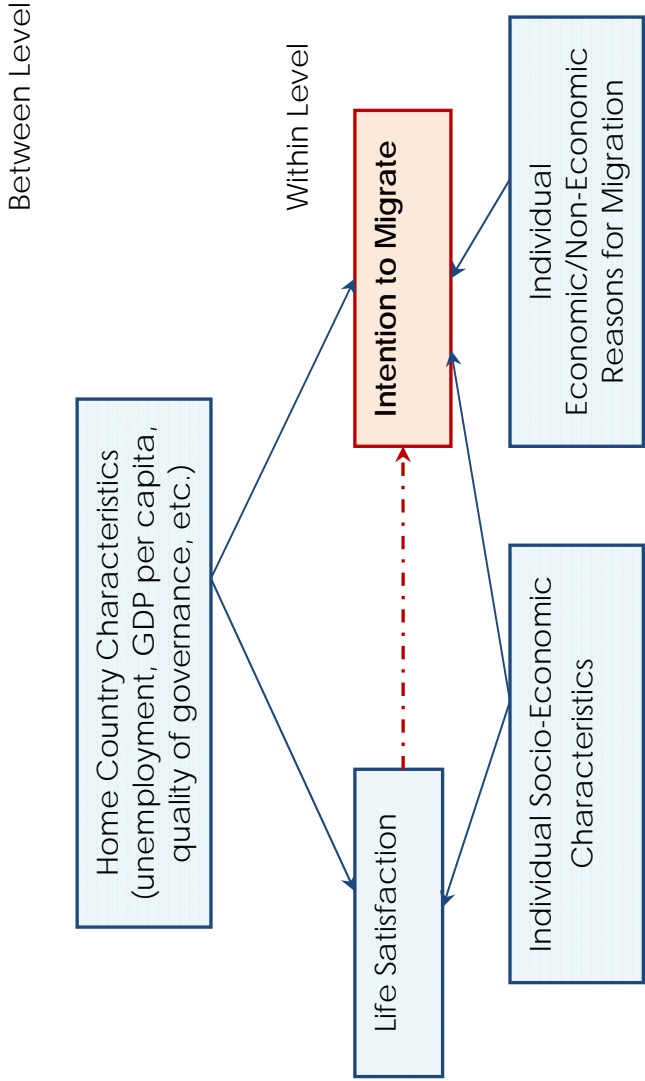 Between Level
Home Country Characteristics
(unemployment, GDP per capita,
quality of governance, etc.)
Within Level
Life Satisfaction
Intention to Migrate
Individual Socio-Economic
Characteristics
Individual
Economic/Non-Economic
Reasons for Migration